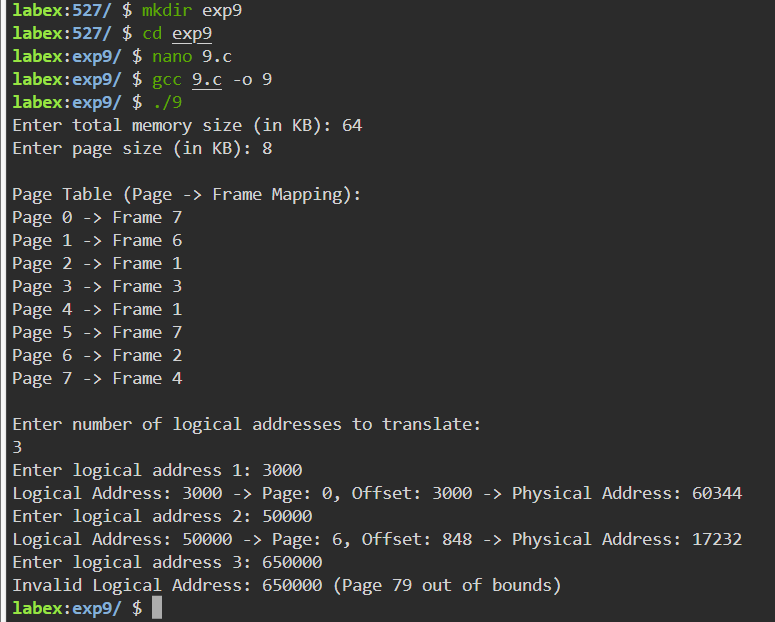 labex:527/ $ mkdir exp9
labex:527/ $ cd exp9
labex:exp9/ $ nano 9.c
labex:exp9/ $ gcc 9.c -o 9
labex:exp9/ $ ./9
Enter total memory size (in KB): 64
Enter page size (in KB): 8

Page Table (Page -> Frame Mapping):
Page 0 -> Frame 7
Page 1 -> Frame 6
Page 2 -> Frame 1
Page 3 -> Frame 3
Page 4 -> Frame 1
Page 5 -> Frame 7
Page 6 -> Frame 2
Page 7 -> Frame 4

Enter number of logical addresses to translate:
3
Enter logical address 1: 3000
Logical Address: 3000 -> Page: 0, Offset: 3000 -> Physical Address: 60344
Enter logical address 2: 50000
Logical Address: 50000 -> Page: 6, Offset: 848 -> Physical Address: 17232
Enter logical address 3: 650000
Invalid Logical Address: 650000 (Page 79 out of bounds)
labex:exp9/ $